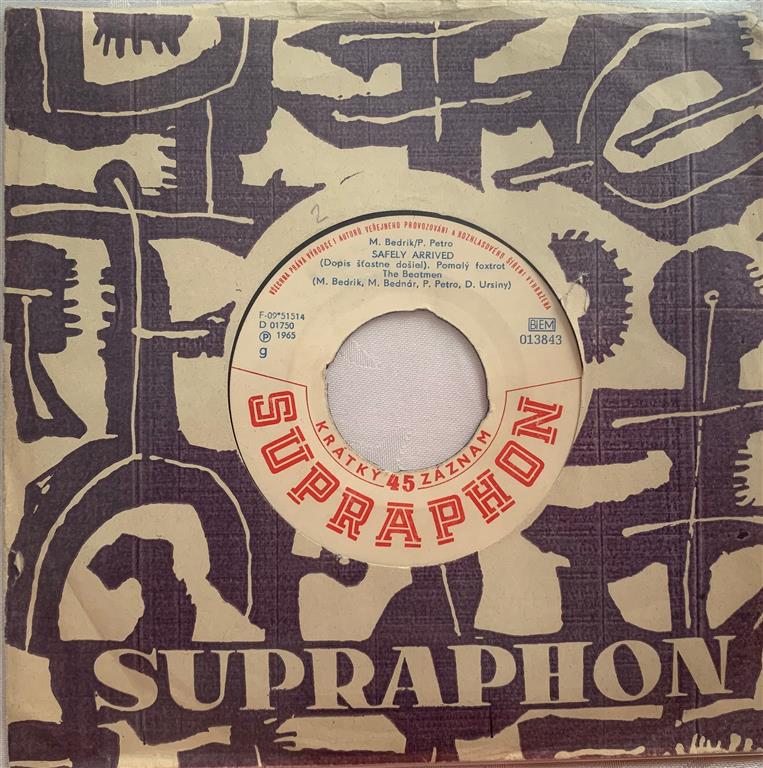 2
VŠECHNA PRÁVA VÝROBCE I AUTORŮ VEŘEJNÉHO PROVOZOVÁNÍ A ROZHLASOVÉHO ŠÍŘENÍ VYHRAZENA
M. Bedrik/P. Petro
SAFELY ARRIVED
(Dopis šťastne došiel). Pomalý foxtrot
The Beatmen
(M. Bedrik, M. Bednár, P. Petro, D. Ursiny)
F-09*51514
D 01750
Ⓟ 1965
g
BIEM
013843
KRÁTKY 45 ZÁZNAM
SUPRAPHON
SUPRAPHON